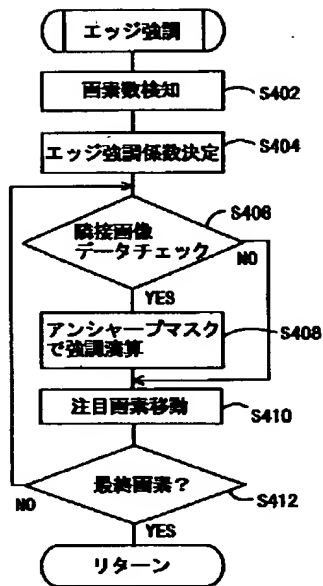 エッジ強調
画素数検知
S402
エッジ強調係数決定
S404
隣接画像
データチェック
S406
NO
YES
アンシャープマスク
で強調演算
S408
注目画素移動
S410
最終画素?
S412
NO
YES
リターン